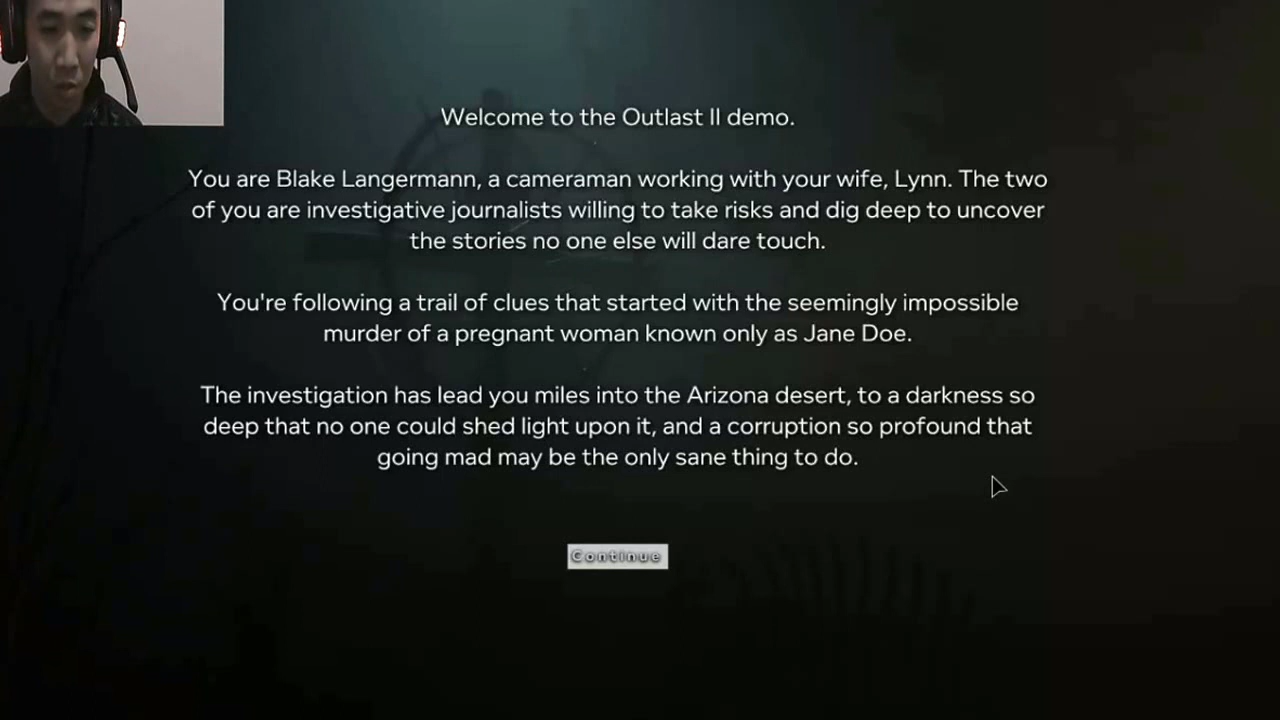 Welcome to the Outlast II demo.
You are Blake Langermann, a cameraman working with your wife, Lynn. The two
of you are investigative journalists willing to take risks and dig deep to uncover
the stories no one else will dare touch.
You're following a trail of clues that started with the seemingly impossible
murder of a pregnant woman known only as Jane Doe.
The investigation has lead you miles into the Arizona desert, to a darkness so
deep that no one could shed light upon it, and a corruption so profound that
going mad may be the only sane thing to do.
Continue